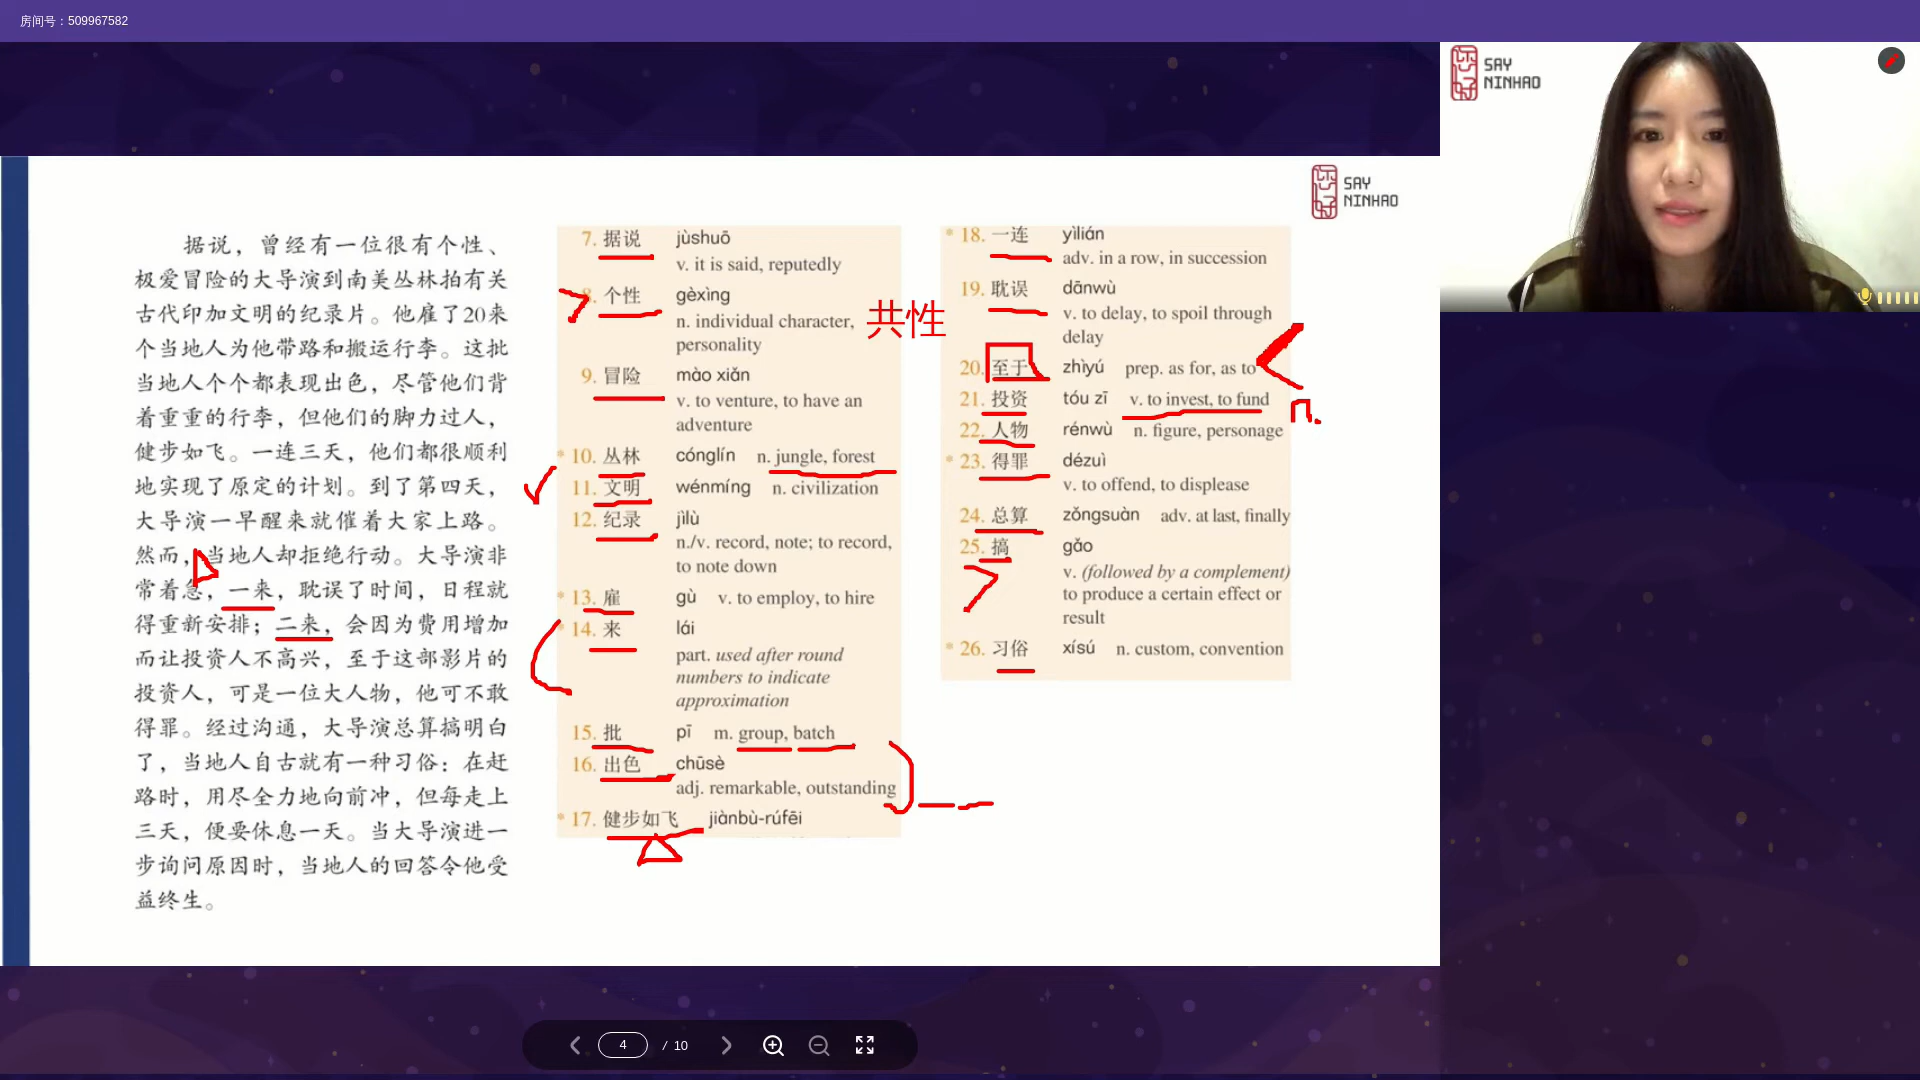 房间号：509967582
SAY
NINHAO
SAY
NINHAO
据说，曾经有一位很有个性、
极爱冒险的大导演到南美丛林拍有关
古代印加文明的纪录片。他雇了20来
个当地人为他带路和搬运行李。这批
当地人个个都表现出色，尽管他们背
着重重的行李，但他们的脚力过人，
健步如飞。一连三天，他们都很顺利
地实现了原定的计划。到了第四天，
大导演一早醒来就催着大家上路。
然而，当地人却拒绝行动。大导演非
常着急，一来，耽误了时间，日程就
得重新安排；二来，会因为费用增加
而让投资人不高兴，至于这部影片的
投资人，可是一位大人物，他可不敢
得罪。经过沟通，大导演总算搞明白
了，当地人自古就有一种习俗：在赶
路时，用尽全力地向前冲，但每走上
三天，便要休息一天。当大导演进一
步询问原因时，当地人的回答令他受
益终生。
7. 据说 jùshuō
v. it is said, reputedly
8. 个性 gèxìng
n. individual character,
personality
共性
9. 冒险 mào xiǎn
v. to venture, to have an
adventure
* 10. 丛林 cónglín n. jungle, forest
11. 文明 wénmíng n. civilization
12. 纪录 jìlù
n./v. record, note; to record,
to note down
* 13. 雇 gù v. to employ, to hire
* 14. 来 lái
part. used after round
numbers to indicate
approximation
15. 批 pī m. group, batch
16. 出色 chūsè
adj. remarkable, outstanding
* 17. 健步如飞 jiànbù-rúfēi
* 18. 一连 yìlián
adv. in a row, in succession
19. 耽误 dānwù
v. to delay, to spoil through
delay
20. 至于 zhìyú prep. as for, as to
21. 投资 tóu zī v. to invest, to fund
n.
22. 人物 rénwù n. figure, personage
* 23. 得罪 dézuì
v. to offend, to displease
24. 总算 zǒngsuàn adv. at last, finally
25. 搞 gǎo
v. (followed by a complement)
to produce a certain effect or
result
* 26. 习俗 xísú n. custom, convention
4 / 10